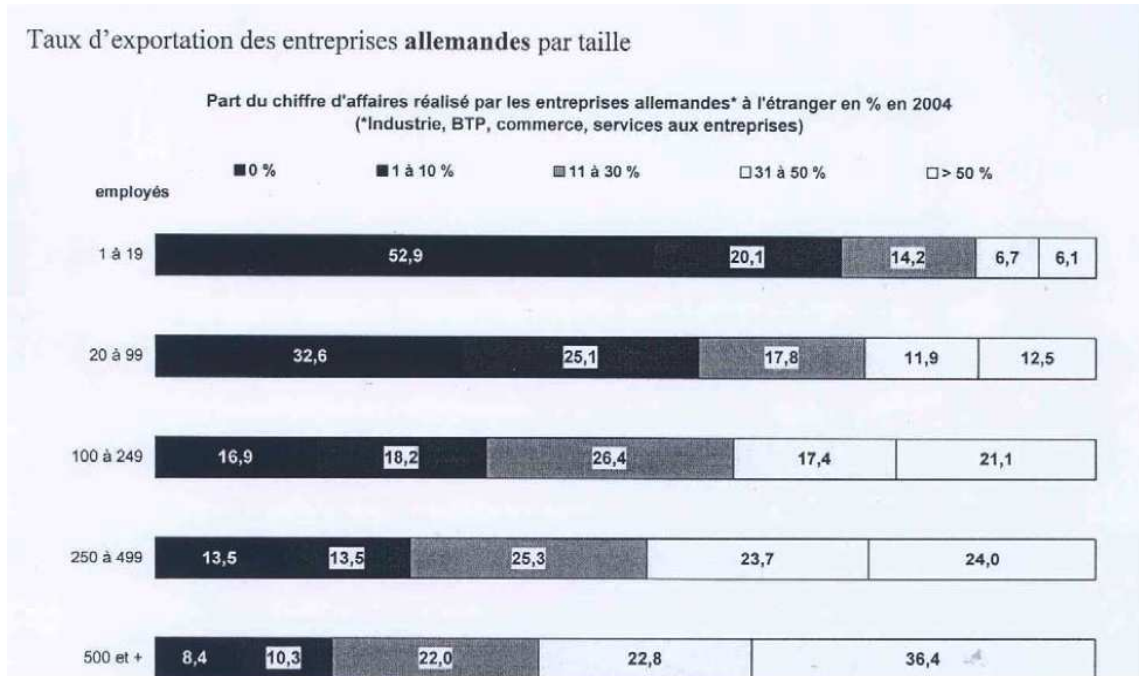 Taux d'exportation des entreprises allemandes par taille
Part du chiffre d'affaires réalisé par les entreprises allemandes* à l'étranger en % en 2004
(*Industrie, BTP, commerce, services aux entreprises)
■0 % ■1 à 10 % ■11 à 30 % □31 à 50 % □> 50 %
employés
1 à 19 52,9 20,1 14,2 6,7 6,1
20 à 99 32,6 25,1 17,8 11,9 12,5
100 à 249 16,9 18,2 26,4 17,4 21,1
250 à 499 13,5 13,5 25,3 23,7 24,0
500 et + 8,4 10,3 22,0 22,8 36,4